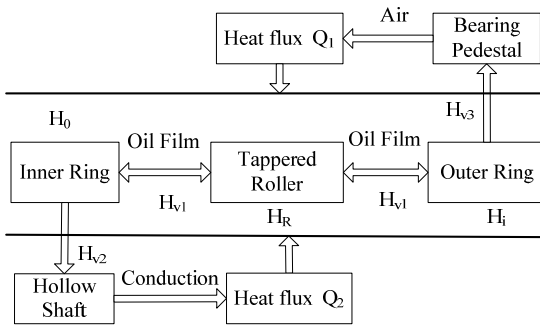 Air
Heat flux Q1
Bearing
Pedestal
H0
Hv3
Oil Film
Oil Film
Inner Ring
Tappered
Roller
Outer Ring
Hv1
HR
Hv1
Hi
Hv2
Conduction
Hollow
Shaft
Heat flux Q2